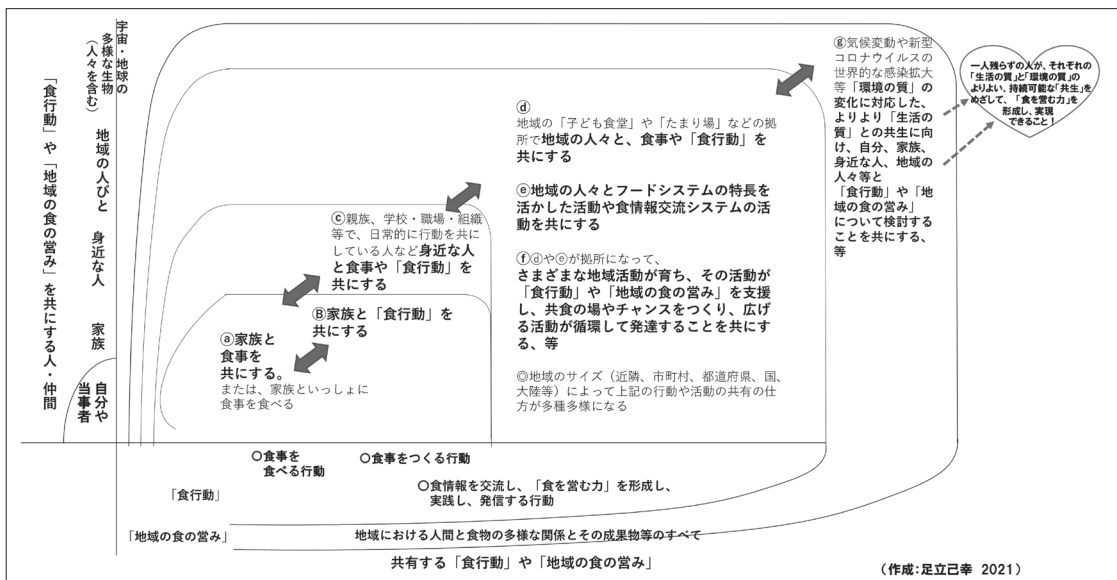 「食行動」や「地域の食の営み」を共にする人・仲間
宇宙・地球の
多様な生物
（人々を含む）
地域の人びと
身近な人
家族
自分や
当事者
ⓐ家族と
食事を
共にする。
または、家族といっしょに
食事を食べる
Ⓑ家族と「食行動」を
共にする
ⓒ親族、学校・職場・組織
等で、日常的に行動を共に
している人など身近な人
と食事や「食行動」を
共にする
ⓓ
地域の「子ども食堂」や「たまり場」などの拠
所で地域の人々と、食事や「食行動」を
共にする
ⓔ地域の人々とフードシステムの特長を
活かした活動や食情報交流システムの活
動を共にする
ⓕⓓやⓔが拠所になって、
さまざまな地域活動が育ち、その活動が
「食行動」や「地域の食の営み」を支援
し、共食の場やチャンスをつくり、広げ
る活動が循環して発達することを共にす
る、等
◎地域のサイズ（近隣、市町村、都道府県、国、
大陸等）によって上記の行動や活動の共有の仕
方が多種多様になる
ⓖ気候変動や新型
コロナウイルスの
世界的な感染拡大
等「環境の質」の
変化に対応した、
よりより「生活の
質」との共生に向
け、自分、家族、
身近な人、地域の
人々等と
「食行動」や「地
域の食の営み」
について検討する
ことを共にする、
等
一人残らずの人が、それぞれの
「生活の質」と「環境の質」の
よりよい、持続可能な「共生」を
めざして、「食を営む力」を
形成し、実現
できること！
○食事を
食べる行動
○食事をつくる行動
○食情報を交流し、「食を営む力」を形成し、
実践し、発信する行動
「食行動」
「地域の食の営み」
地域における人間と食物の多様な関係とその成果物等のすべて
共有する「食行動」や「地域の食の営み」
（作成：足立己幸 2021）